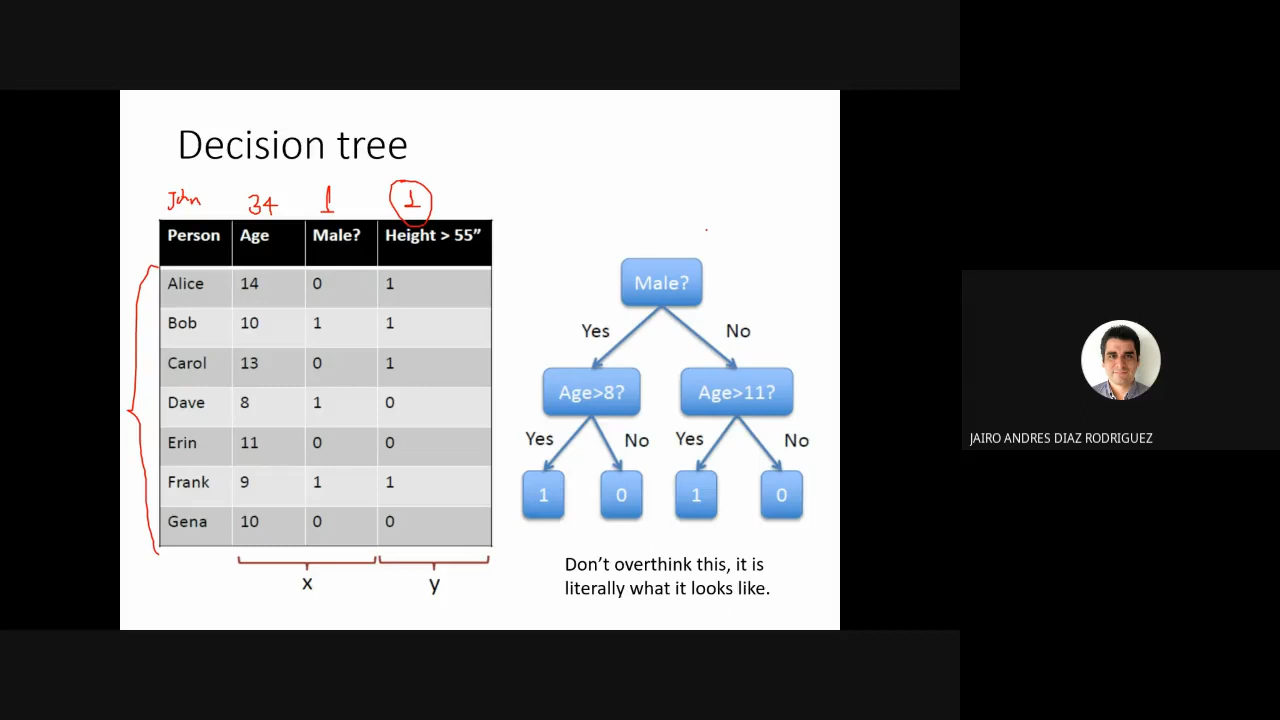 Decision tree
John 34 1 1
Person Age Male? Height > 55”
Alice 14 0 1
Bob 10 1 1
Carol 13 0 1
Dave 8 1 0
Erin 11 0 0
Frank 9 1 1
Gena 10 0 0
x y
Male?
Yes No
Age>8? Age>11?
Yes No Yes No
1 0 1 0
Don’t overthink this, it is
literally what it looks like.
JAIRO ANDRES DIAZ RODRIGUEZ